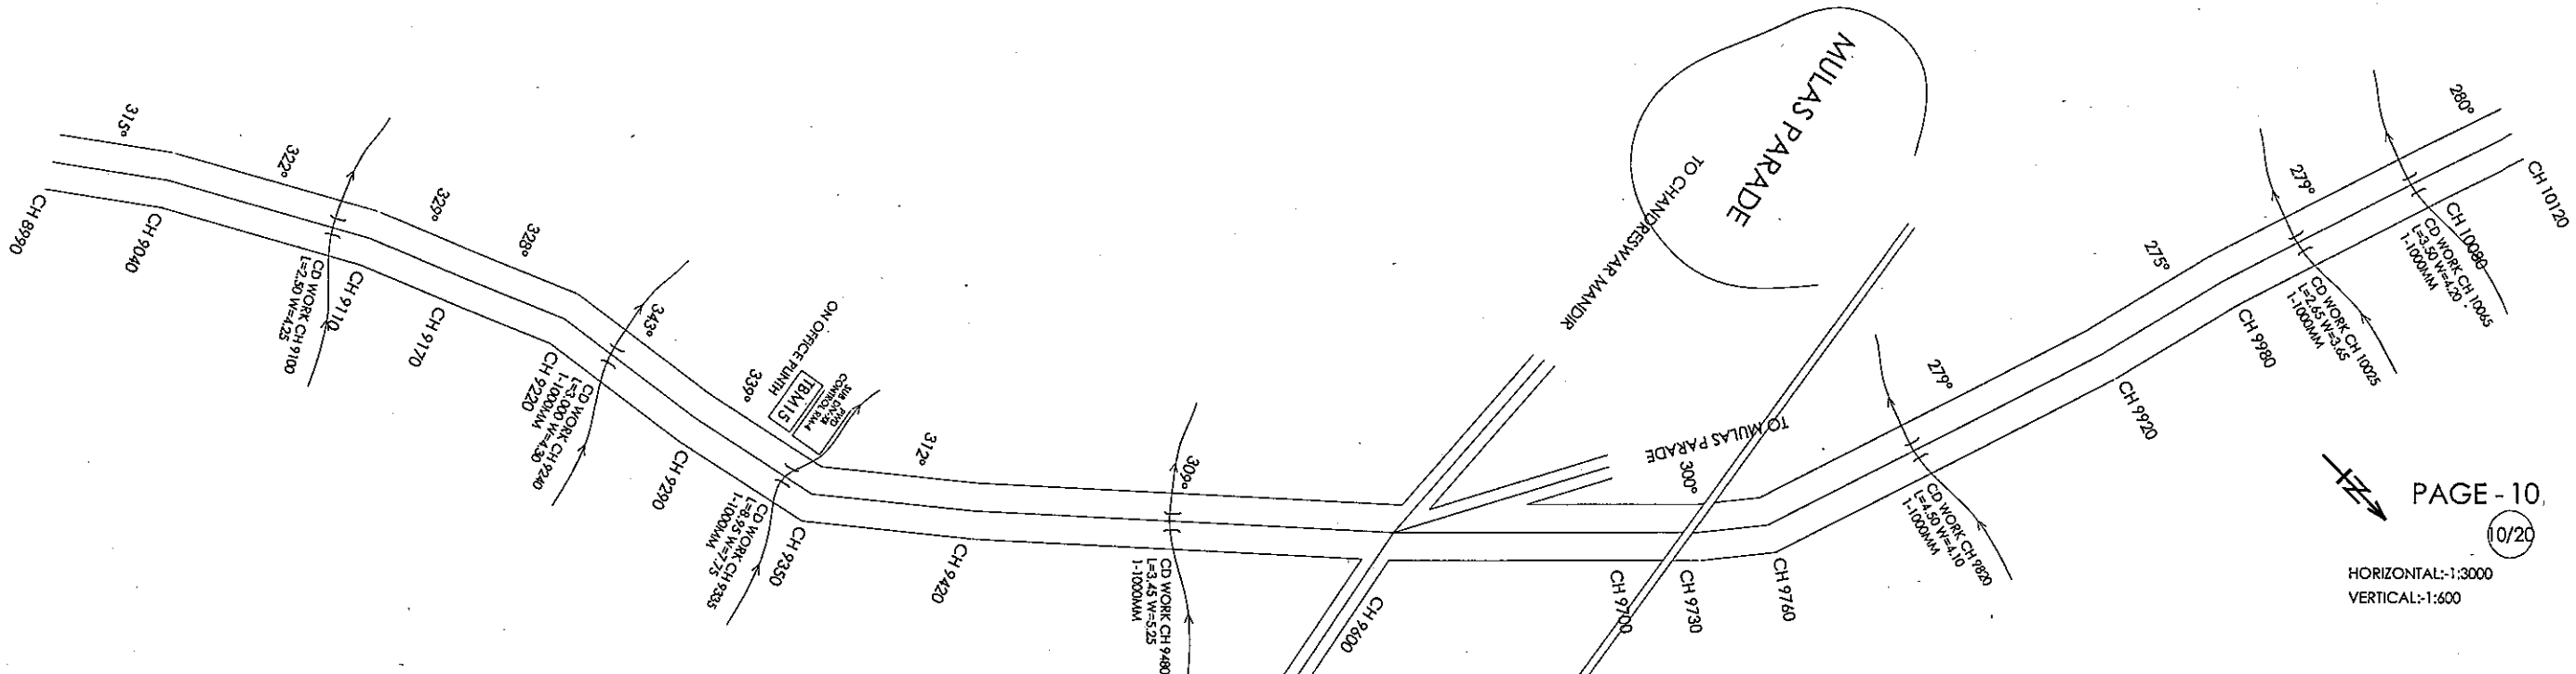 315°
322°
329°
328°
343°
339°
312°
309°
300°
279°
275°
279°
280°
MULAS PARADE
TO CHANDRESWAR MANDIR
TO MULAS PARADE
ON OFFICE PLINTH
TBM15
PWD
CH 8990
CH 9040
CD WORK CH 9100
L=2.50 W=4.25
CH 9110
CH 9170
CH 9220
CD WORK CH 9240
L=3.000 W=4.30
1-1000MM
CH 9290
CD WORK CH 9335
L=8.95 W=7.75
1-1000MM
CH 9350
CH 9420
CD WORK CH 9480
L=3.45 W=5.25
1-1000MM
CH 9600
CH 9700
CH 9730
CH 9760
CD WORK CH 9820
L=4.50 W=4.10
1-1000MM
CH 9920
CH 9980
CD WORK CH 10025
L=2.65 W=3.65
1-1000MM
CD WORK CH 10065
L=3.50 W=4.20
1-1000MM
CH 10080
CH 10120
N
PAGE - 10
10/20
HORIZONTAL:-1:3000
VERTICAL:-1:600